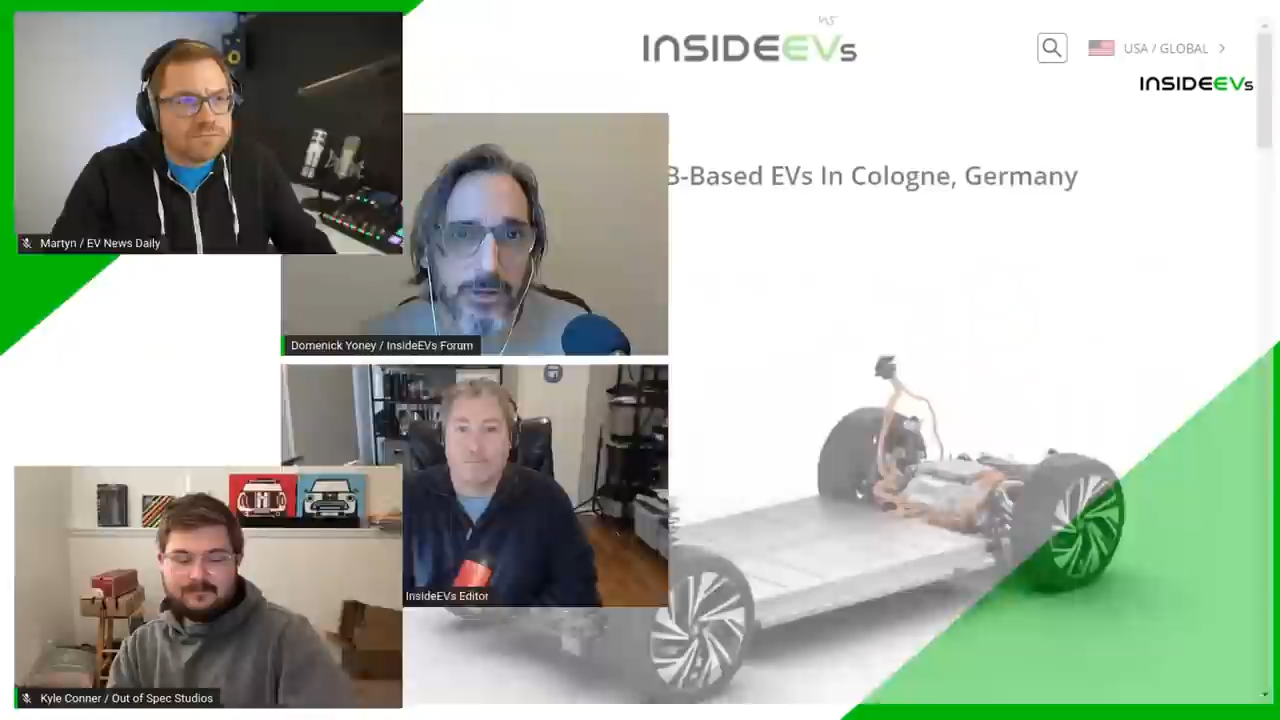 INSIDEEVs
USA / GLOBAL
INSIDEEVs
B-Based EVs In Cologne, Germany
Martyn / EV News Daily
Domenick Yoney / InsideEVs Forum
InsideEVs Editor
Kyle Conner / Out of Spec Studios